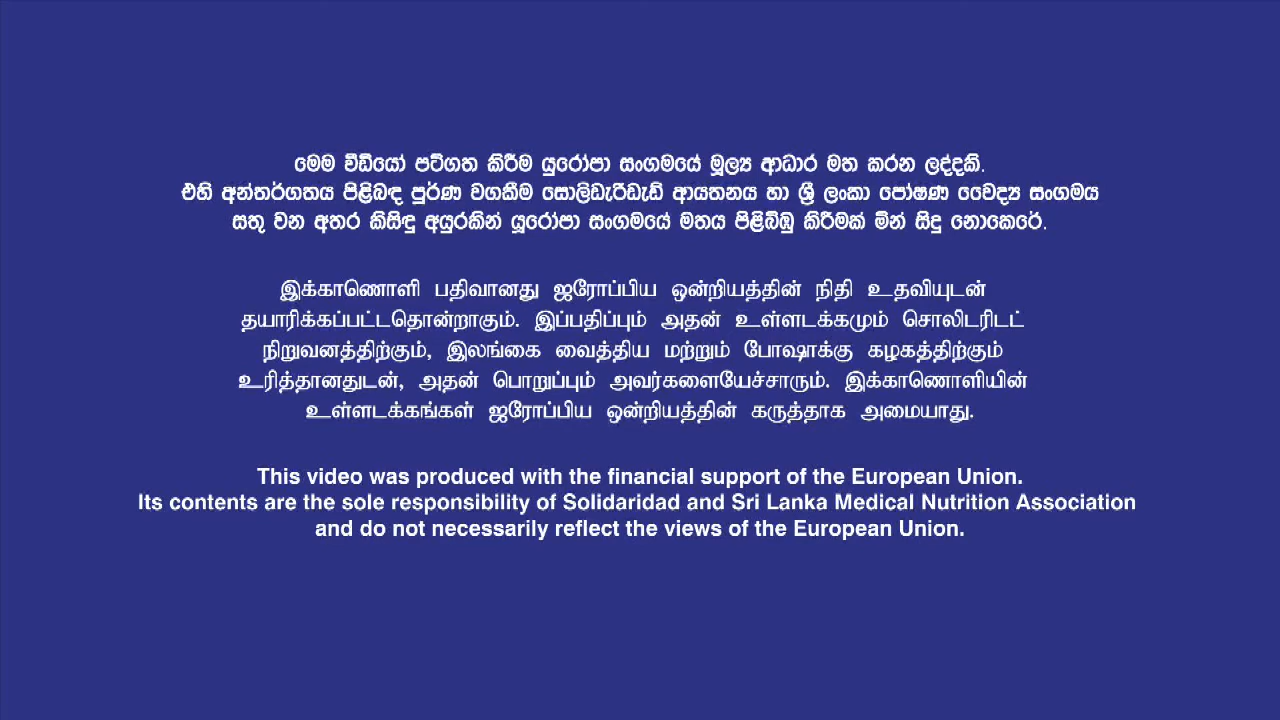 මෙම වීඩියෝ පටිගත කිරීම යුරෝපා සංගමයේ මූල්‍ය ආධාර මත කරන ලද්දකි.
එහි අන්තර්ගතය පිළිබඳ පුර්ණ වගකීම සොලිඩැරිඩැඩ් ආයතනය හා ශ්‍රී ලංකා පෝෂණ වෛද්‍ය සංගමය
සතු වන අතර කිසිඳු අයුරකින් යූරෝපා සංගමයේ මතය පිළිබිඹු කිරීමක් මින් සිදු නොකෙරේ.
இக்காணொளி பதிவானது ஐரோப்பிய ஒன்றியத்தின் நிதி உதவியுடன்
தயாரிக்கப்பட்டதொன்றாகும். இப்பதிப்பும் அதன் உள்ளடக்கமும் சொலிடரிடட்
நிறுவனத்திற்கும், இலங்கை வைத்திய மற்றும் போஷாக்கு கழகத்திற்கும்
உரித்தானதுடன், அதன் பொறுப்பும் அவர்களையேச்சாரும். இக்காணொளியின்
உள்ளடக்கங்கள் ஐரோப்பிய ஒன்றியத்தின் கருத்தாக அமையாது.
This video was produced with the financial support of the European Union.
Its contents are the sole responsibility of Solidaridad and Sri Lanka Medical Nutrition Association
and do not necessarily reflect the views of the European Union.